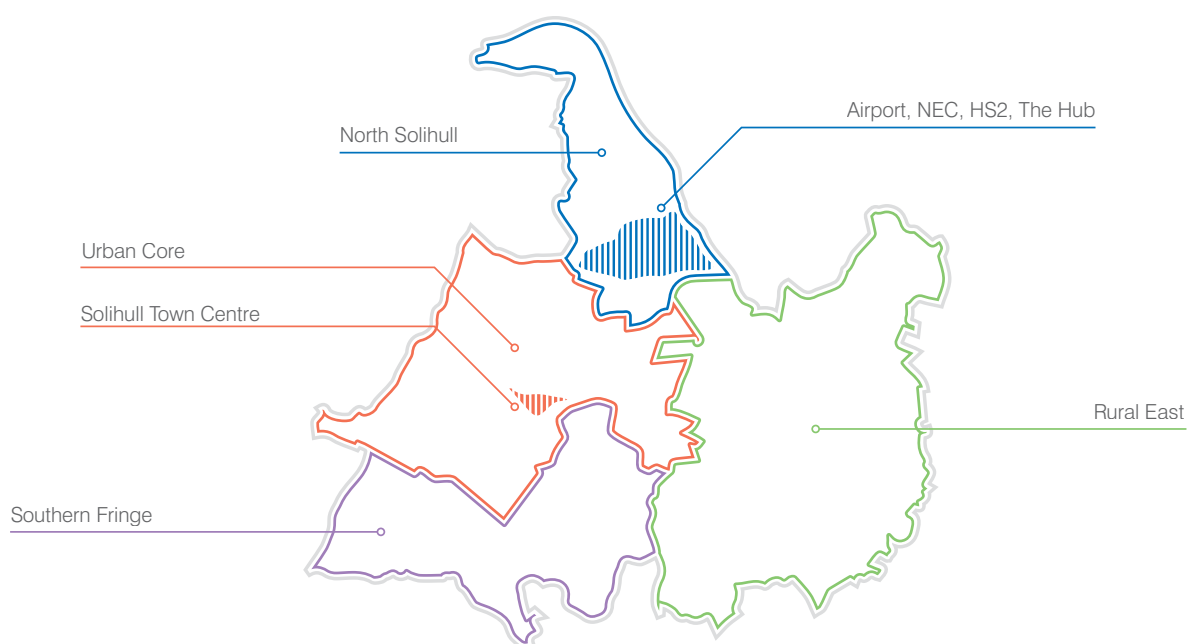 Airport, NEC, HS2, The Hub
North Solihull
Urban Core
Solihull Town Centre
Rural East
Southern Fringe